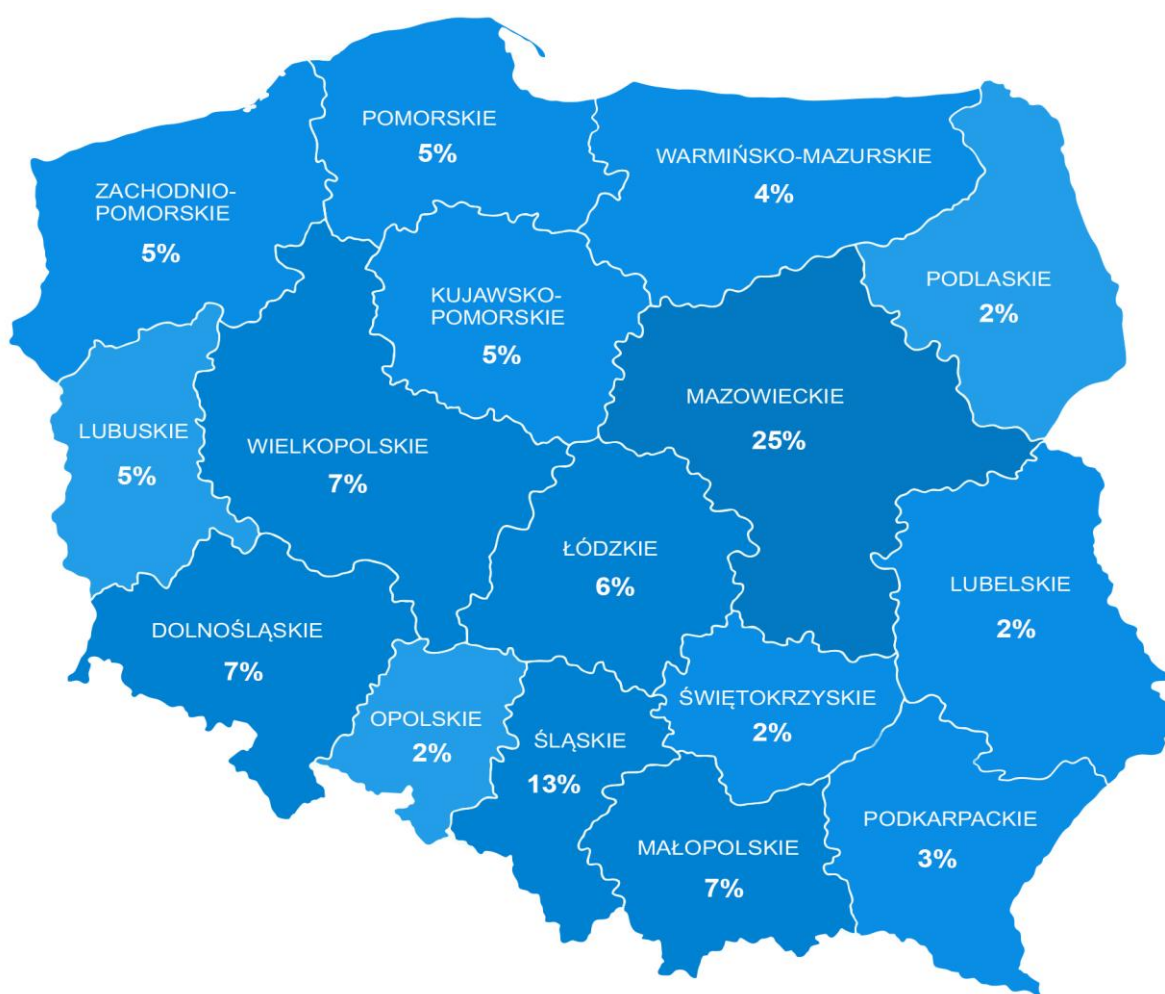 POMORSKIE
5%
WARMIŃSKO-MAZURSKIE
4%
ZACHODNIO-
POMORSKIE
5%
PODLASKIE
2%
KUJAWSKO-
POMORSKIE
5%
MAZOWIECKIE
25%
LUBUSKIE
5%
WIELKOPOLSKIE
7%
ŁÓDZKIE
6%
LUBELSKIE
2%
DOLNOŚLĄSKIE
7%
OPOLSKIE
2%
ŚLĄSKIE
13%
ŚWIĘTOKRZYSKIE
2%
MAŁOPOLSKIE
7%
PODKARPACKIE
3%